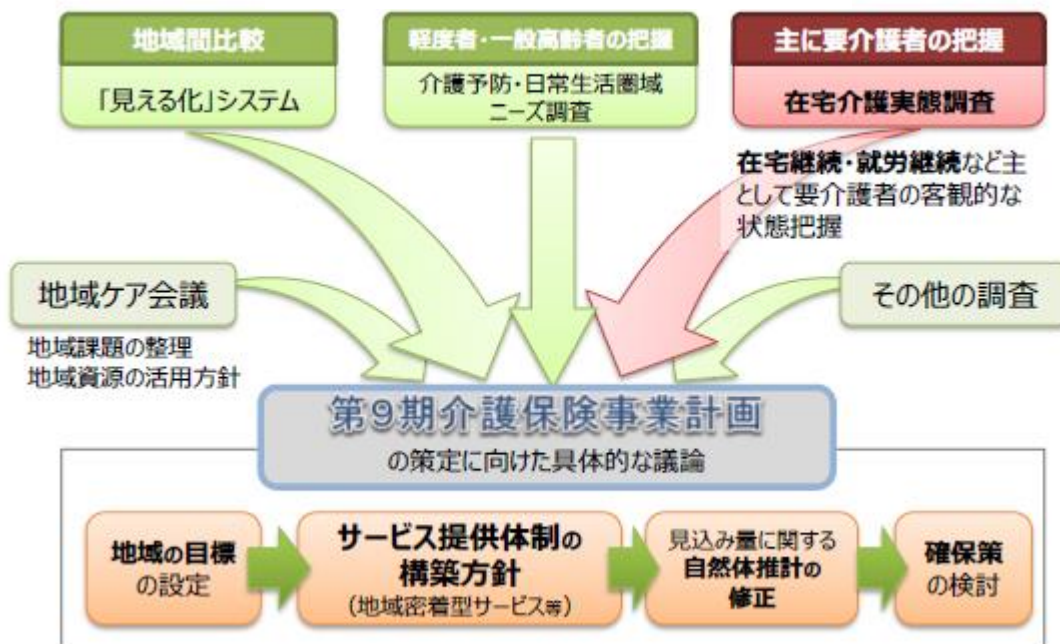 地域間比較
「見える化」システム
軽度者・一般高齢者の把握
介護予防・日常生活圏域
ニーズ調査
主に要介護者の把握
在宅介護実態調査
在宅継続・就労継続など主
として要介護者の客観的な
状態把握
地域ケア会議
地域課題の整理
地域資源の活用方針
その他の調査
第9期介護保険事業計画
の策定に向けた具体的な議論
地域の目標
の設定
サービス提供体制の
構築方針
（地域密着型サービス等）
見込み量に関する
自然体推計の
修正
確保策
の検討